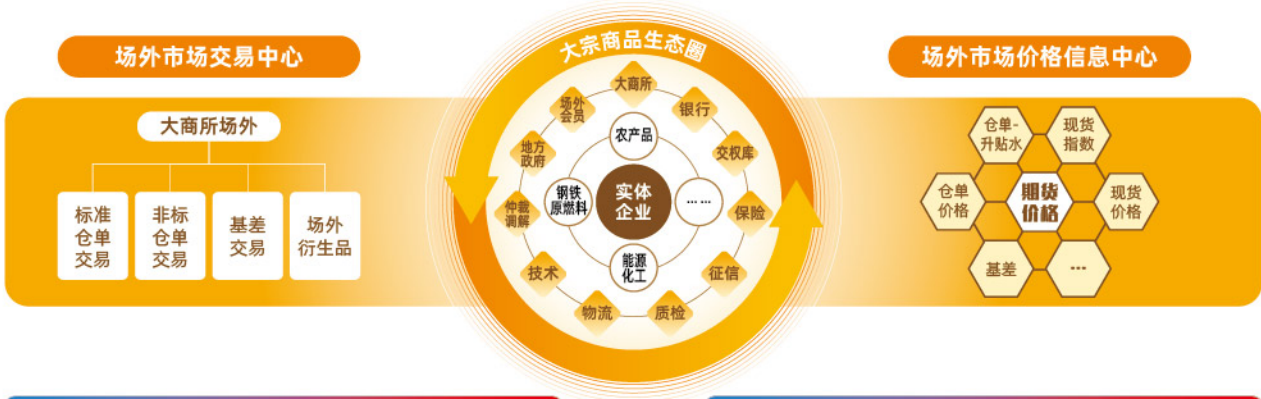 场外市场交易中心
大商所场外
标准
仓单
交易
非标
仓单
交易
基差
交易
场外
衍生品
大宗商品生态圈
大商所
银行
交权库
保险
征信
质检
物流
技术
仲裁
调解
地方
政府
场外
会员
农产品
钢铁
原燃料
实体
企业
... ...
能源
化工
场外市场价格信息中心
仓单-
升贴水
现货
指数
仓单
价格
期货
价格
现货
价格
基差
...